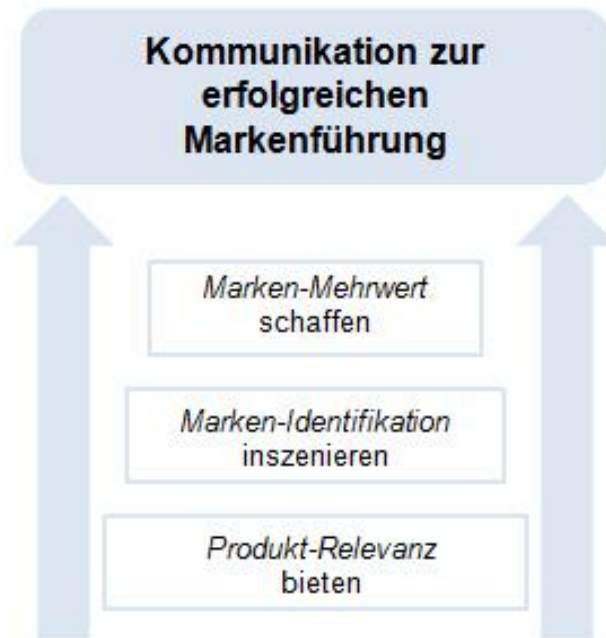 Kommunikation zur
erfolgreichen
Markenführung
Marken-Mehrwert
schaffen
Marken-Identifikation
inszenieren
Produkt-Relevanz
bieten